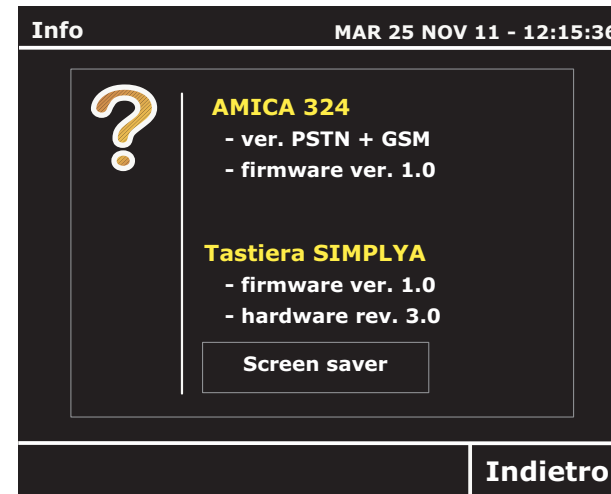 Info MAR 25 NOV 11 - 12:15:36
AMICA 324
- ver. PSTN + GSM
- firmware ver. 1.0
Tastiera SIMPLYA
- firmware ver. 1.0
- hardware rev. 3.0
Screen saver
Indietro